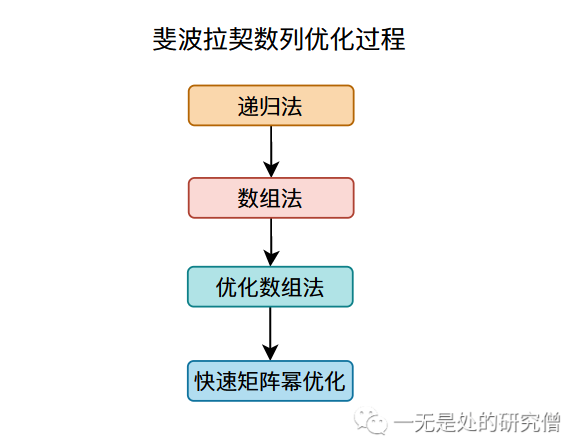 斐波拉契数列优化过程
递归法
数组法
优化数组法
快速矩阵幂优化
一无是处的研究僧